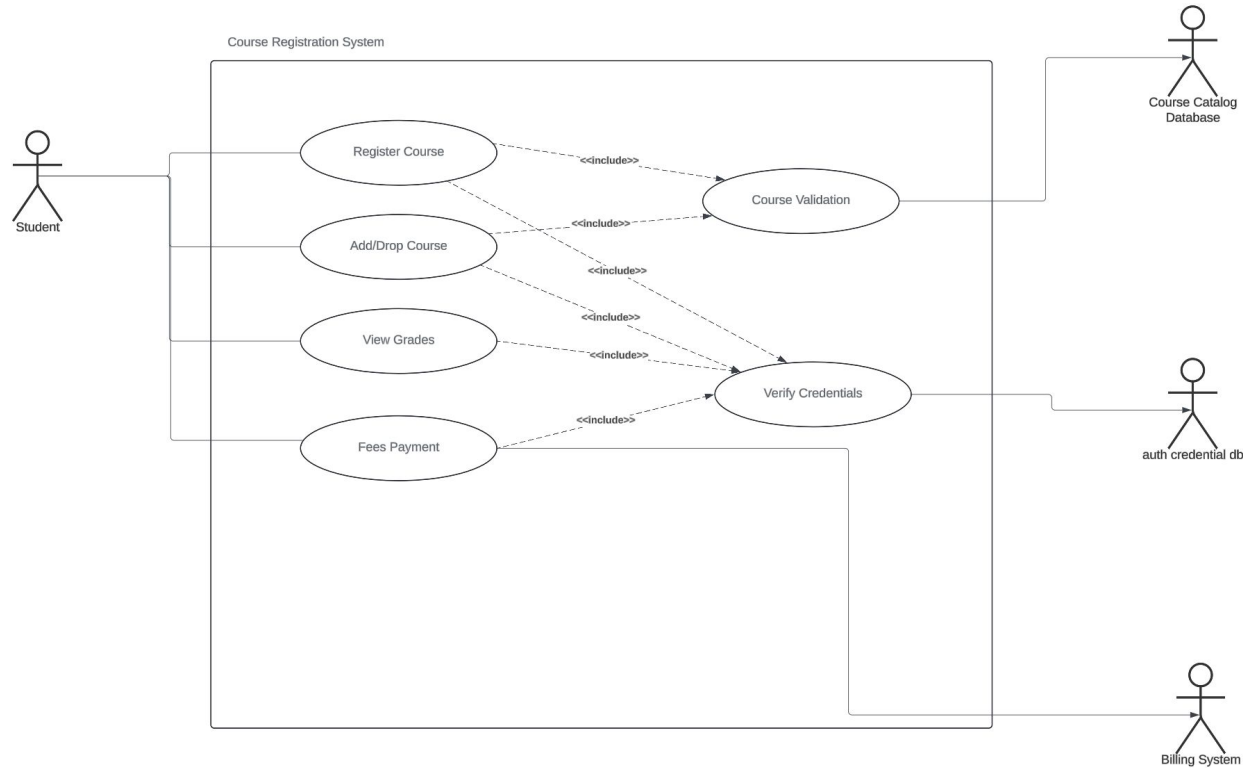 Course Registration System
Course Catalog
Database
Register Course
<<include>>
Course Validation
Student
<<include>>
Add/Drop Course
<<include>>
<<include>>
View Grades
<<include>>
Verify Credentials
<<include>>
Fees Payment
auth credential db
Billing System